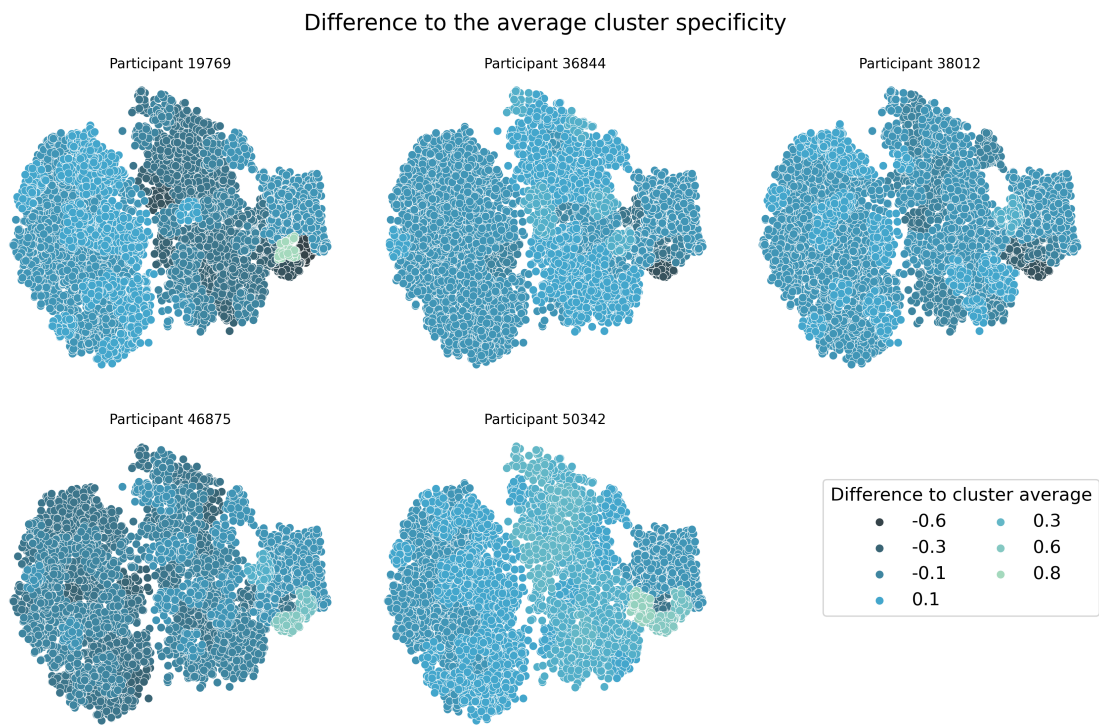 Difference to the average cluster specificity
Participant 19769
Participant 36844
Participant 38012
Participant 46875
Participant 50342
Difference to cluster average
-0.6
-0.3
-0.1
0.1
0.3
0.6
0.8